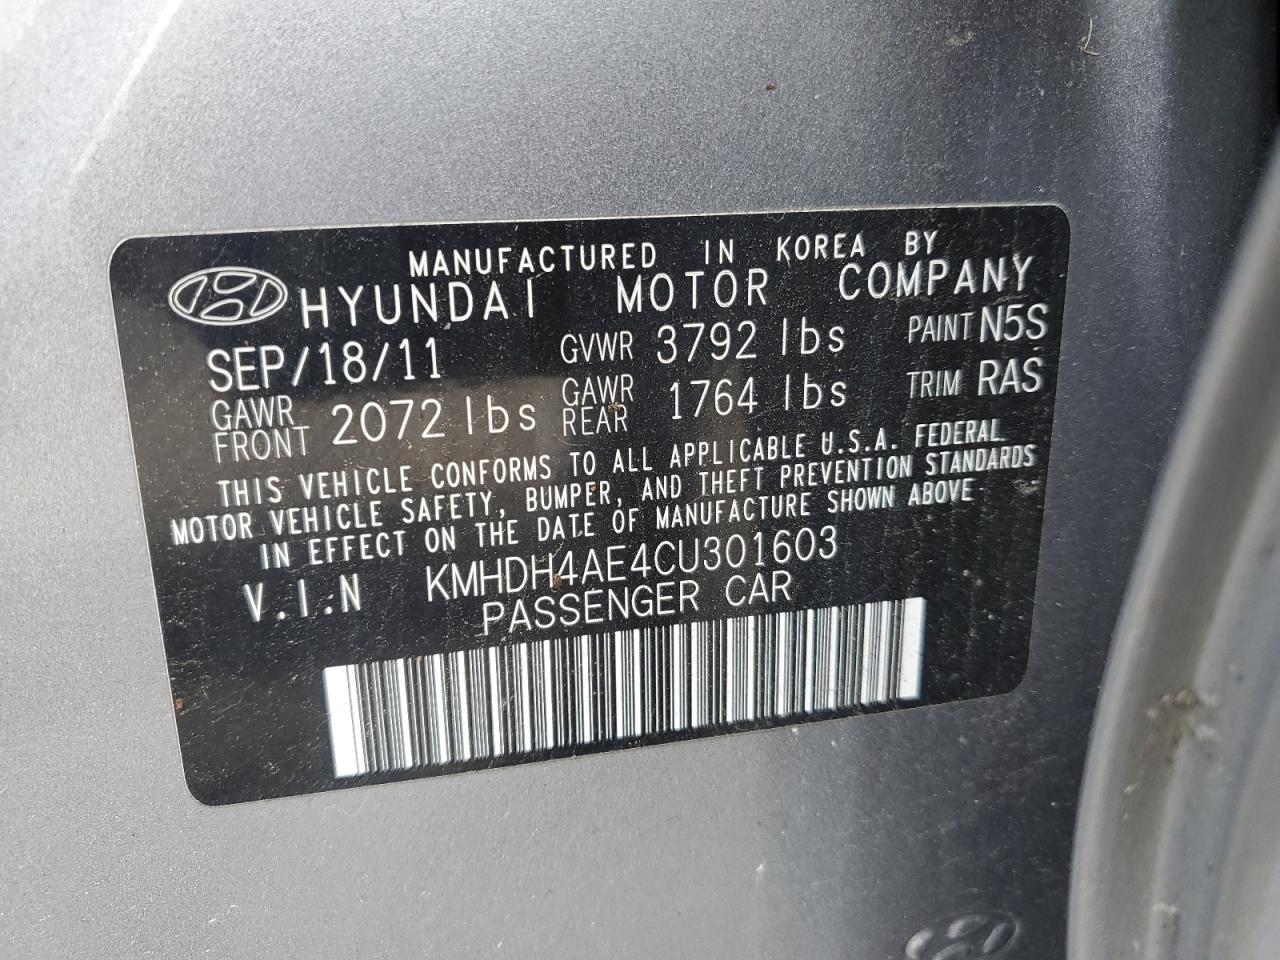 MANUFACTURED IN KOREA BY
HYUNDAI MOTOR COMPANY
SEP/18/11 GVWR 3792 lbs PAINT N5S
GAWR FRONT 2072 lbs GAWR REAR 1764 lbs TRIM RAS
THIS VEHICLE CONFORMS TO ALL APPLICABLE U.S.A. FEDERAL
MOTOR VEHICLE SAFETY, BUMPER, AND THEFT PREVENTION STANDARDS
IN EFFECT ON THE DATE OF MANUFACTURE SHOWN ABOVE
V.I.N KMHDH4AE4CU301603
PASSENGER CAR